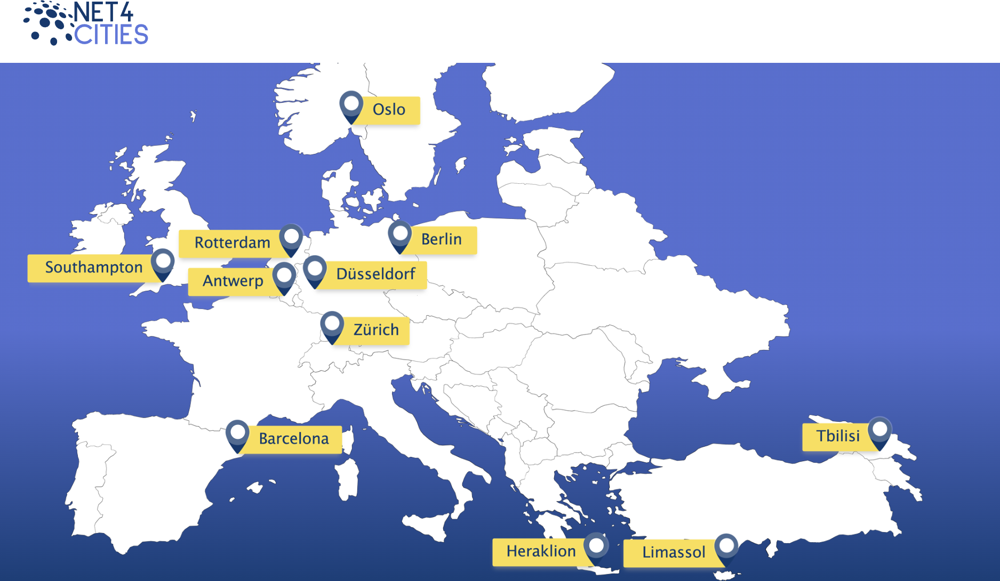 NET4
CITIES
Oslo
Rotterdam
Berlin
Southampton
Antwerp
Düsseldorf
Zürich
Barcelona
Tbilisi
Heraklion
Limassol